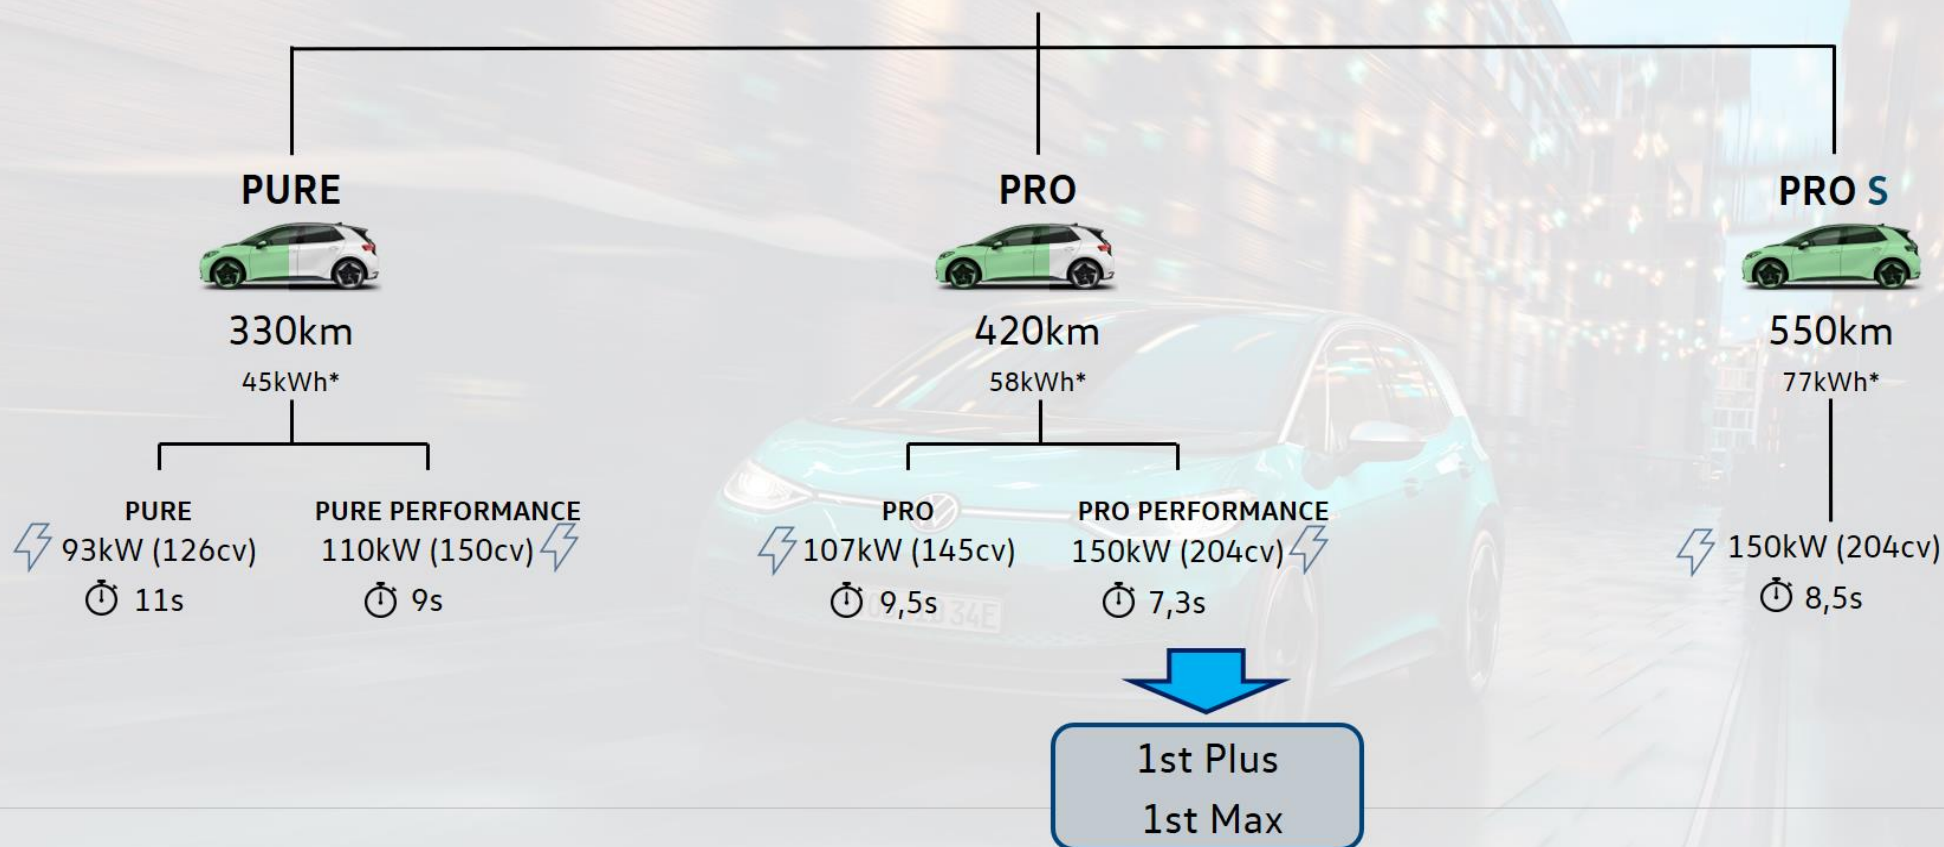 PURE
330km
45kWh*
PURE
93kW (126cv)
11s
PURE PERFORMANCE
110kW (150cv)
9s
PRO
420km
58kWh*
PRO
107kW (145cv)
9,5s
PRO PERFORMANCE
150kW (204cv)
7,3s
1st Plus
1st Max
PRO S
550km
77kWh*
150kW (204cv)
8,5s